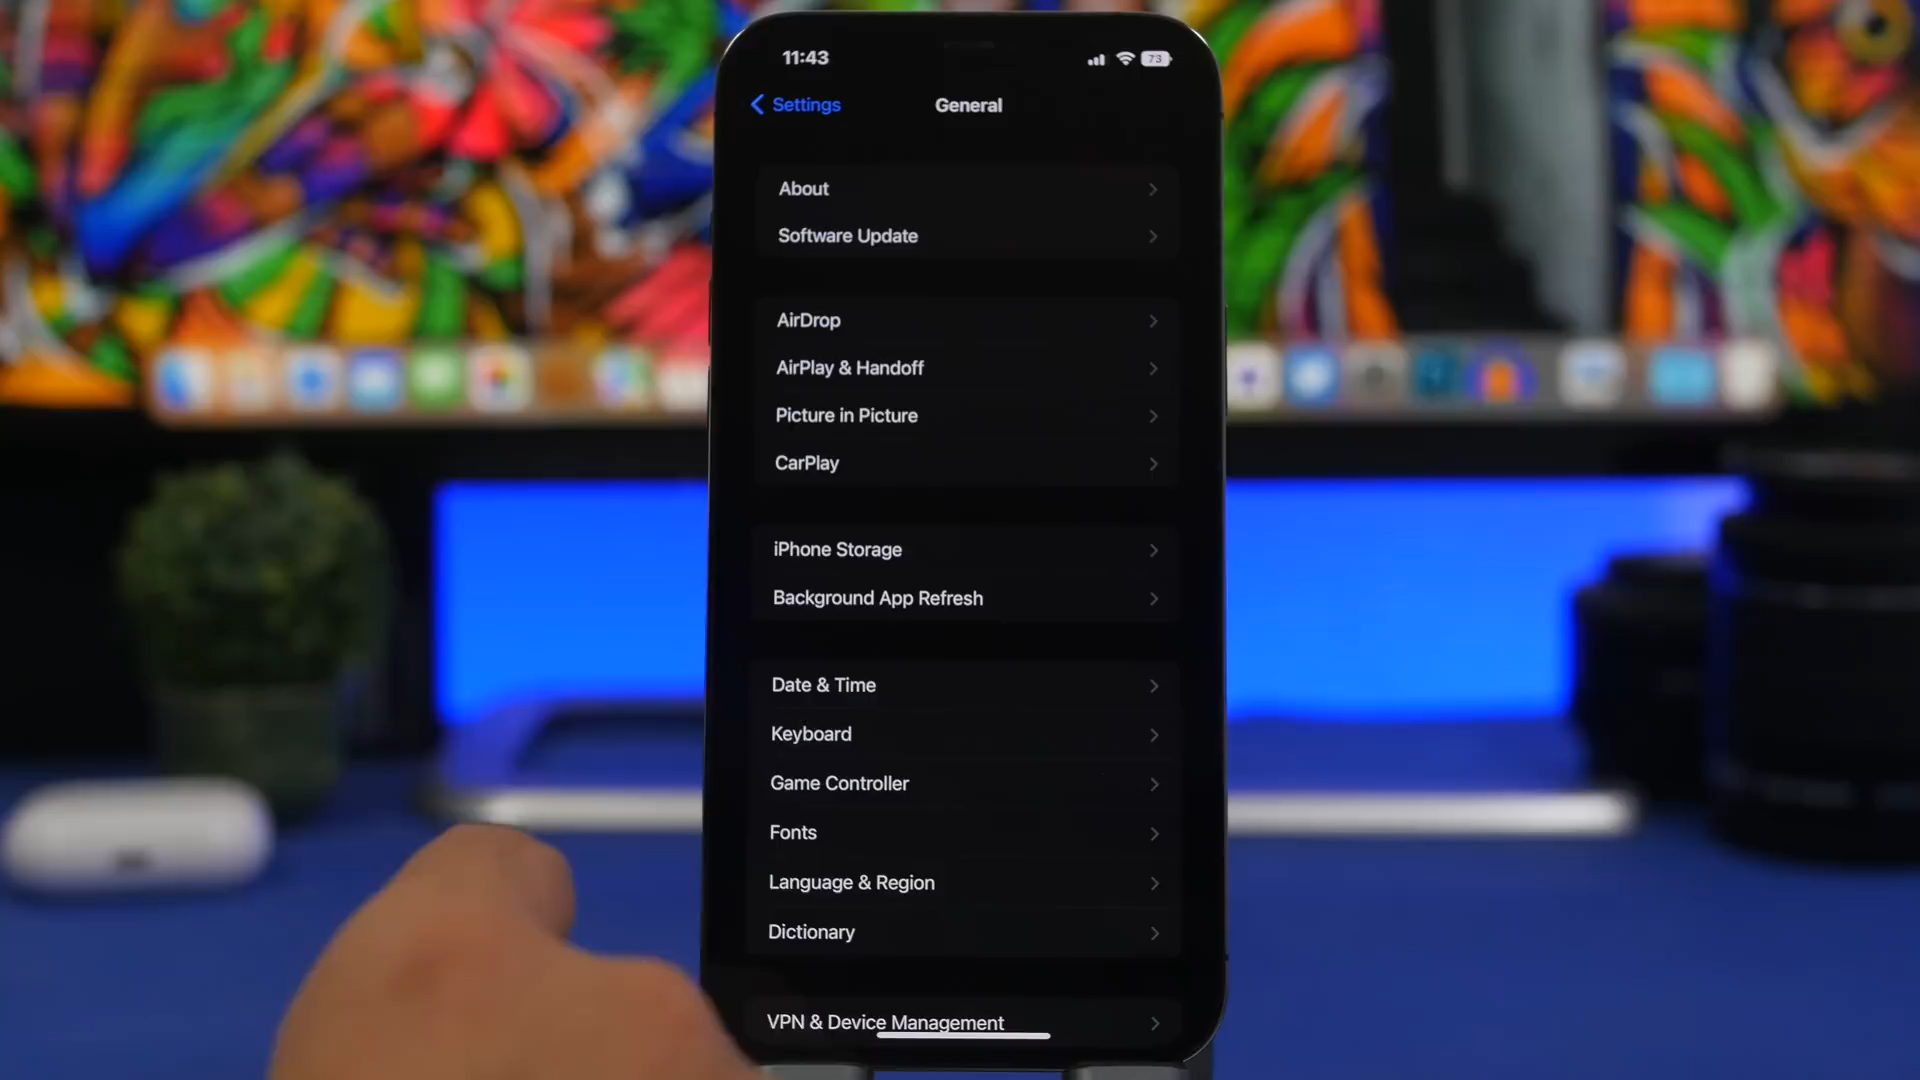 11:43
73
Settings
General
About
Software Update
AirDrop
AirPlay & Handoff
Picture in Picture
CarPlay
iPhone Storage
Background App Refresh
Date & Time
Keyboard
Game Controller
Fonts
Language & Region
Dictionary
VPN & Device Management